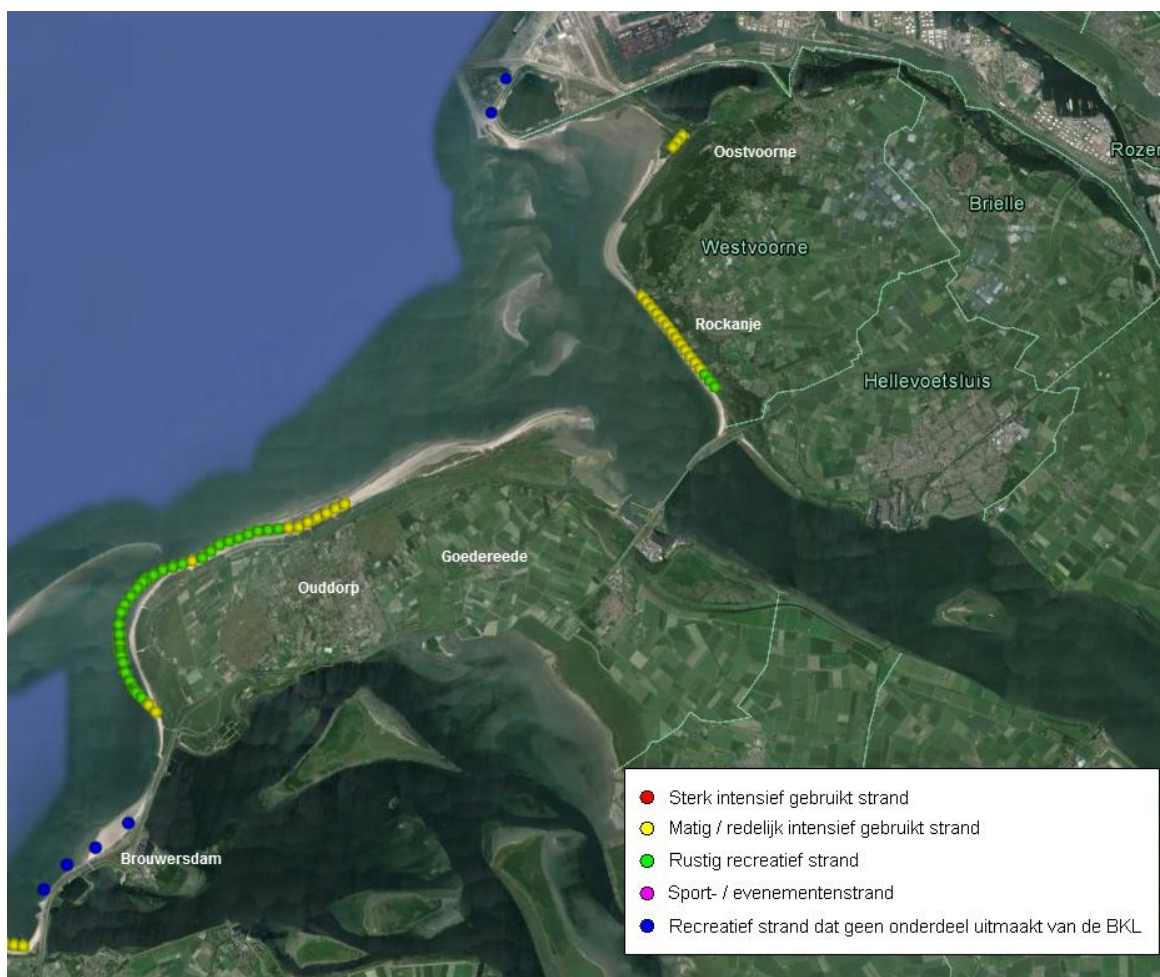 Oostvoorne
Rozen
Brielle
Westvoorne
Rockanje
Hellevoetsluis
Goedereede
Ouddorp
Brouwersdam
Sterk intensief gebruikt strand
Matig / redelijk intensief gebruikt strand
Rustig recreatief strand
Sport- / evenementenstrand
Recreatief strand dat geen onderdeel uitmaakt van de BKL